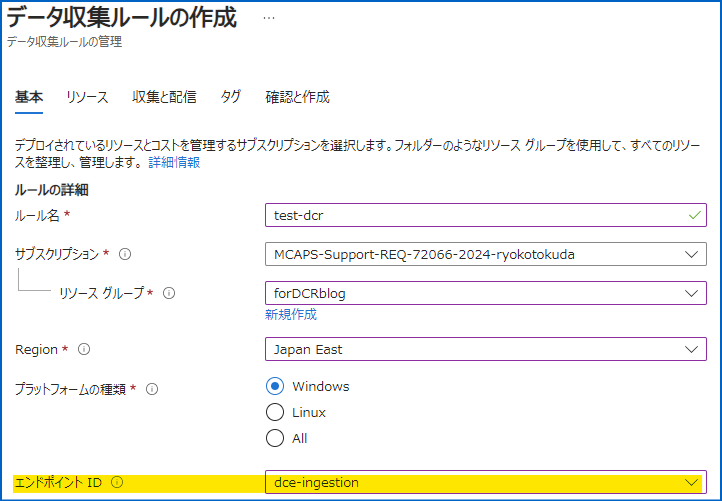 データ収集ルールの作成 …
データ収集ルールの管理
基本 リソース 収集と配信 タグ 確認と作成
デプロイされているリソースとコストを管理するサブスクリプションを選択します。フォルダーのようなリソース グループを使用して、すべてのリソー
スを整理し、管理します。 詳細情報
ルールの詳細
ルール名 * test-dcr
サブスクリプション * MCAPS-Support-REQ-72066-2024-ryokotokuda
リソース グループ * forDCRblog
新規作成
Region * Japan East
プラットフォームの種類 * Windows
Linux
All
エンドポイント ID dce-ingestion